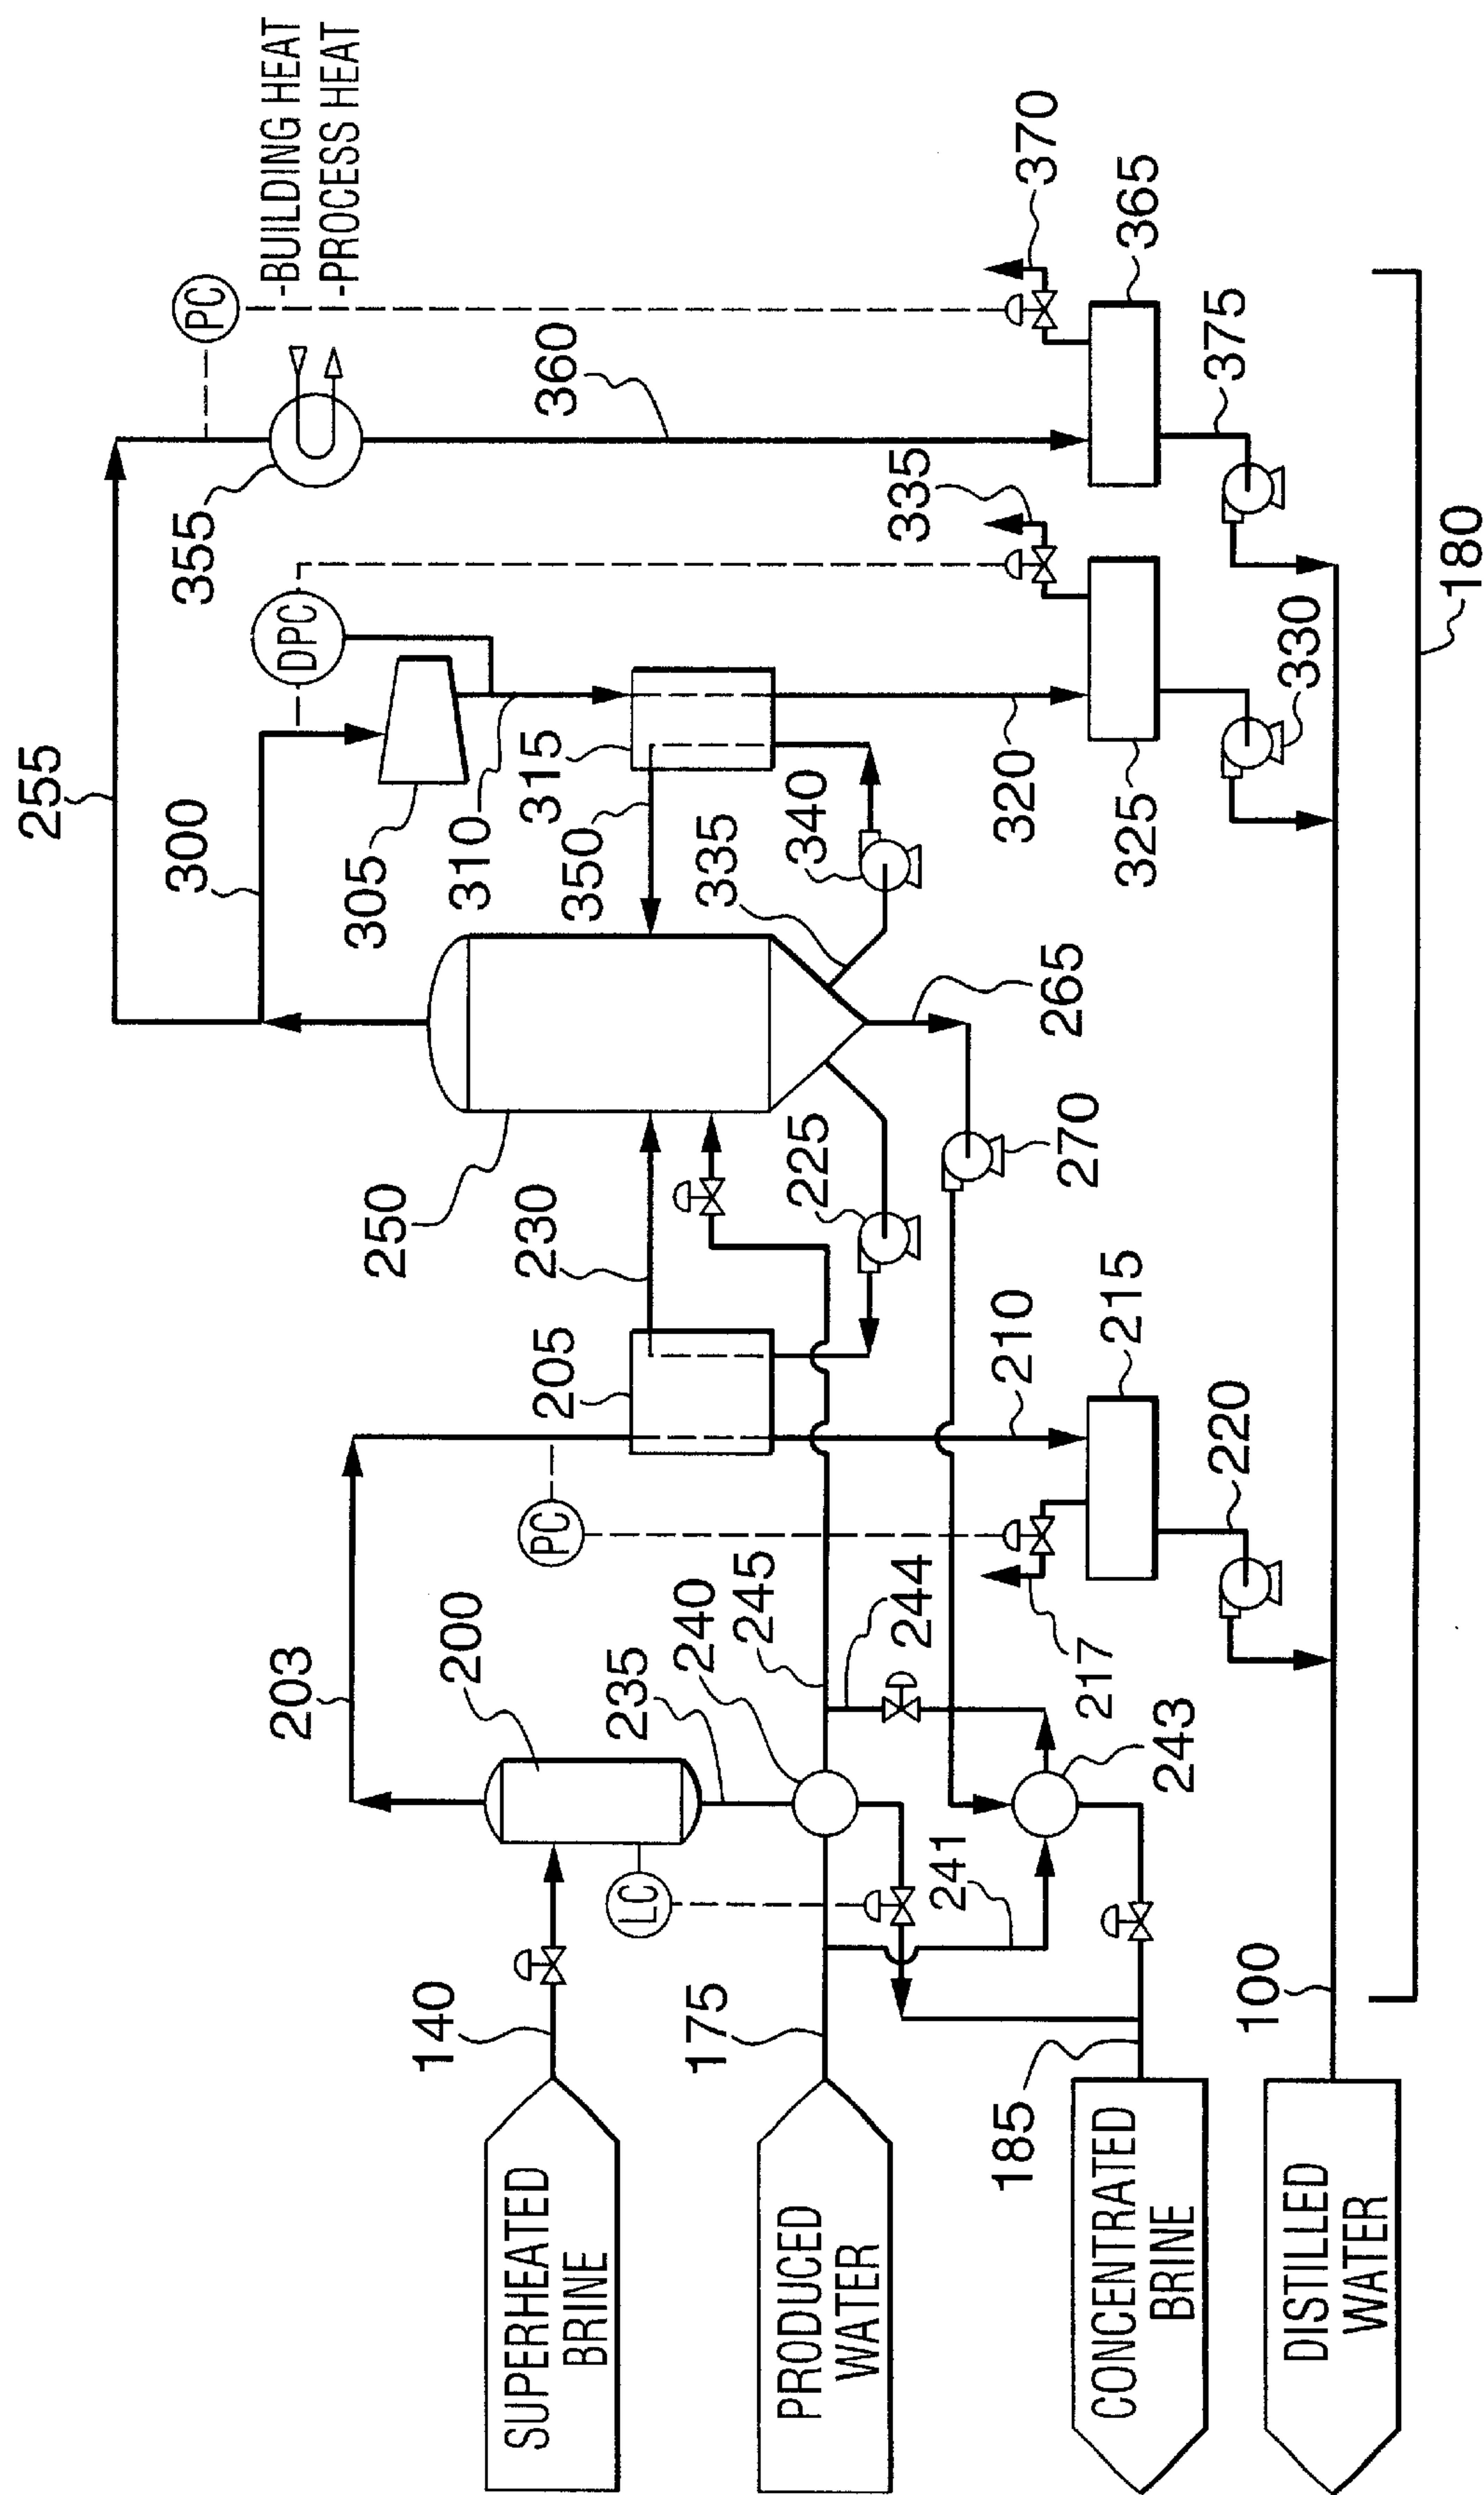 255
PC
-BUILDING HEAT
-PROCESS HEAT
300
355
DPC
305
360
203
310
315
370
250
350
335
365
200
230
335
340
140
LC
PC
205
320
375
235
240
245
225
325
330
175
265
241
244
210
270
180
217
215
243
220
185
100
SUPERHEATED
BRINE
PRODUCED
WATER
CONCENTRATED
BRINE
DISTILLED
WATER